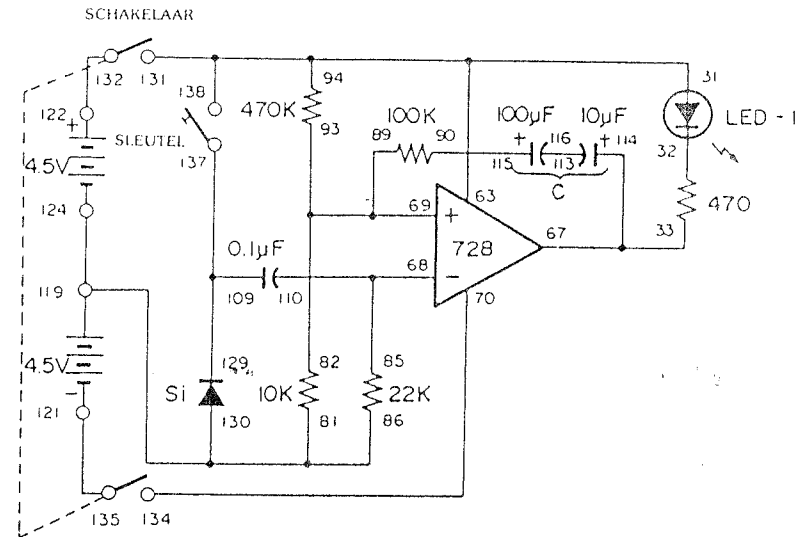 SCHAKELAAR
132 131
122
+
4.5V
124
119
4.5V
-
121
135 134
138
SLEUTEL
137
94
470K
93
0.1µF
109 110
129
Si
130
82
10K
81
85
22K
86
100K
89 90
100µF 10µF
+ 116 + 114
115 113
C
63
69 +
728
68 −
67
70
31
LED - 1
32
470
33